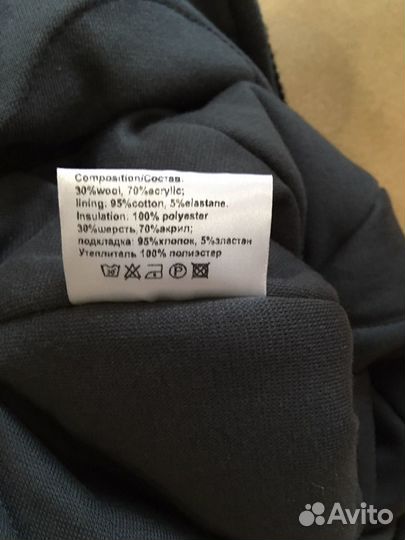 Composition/Состав.
30%wool, 70%acrylic;
lining: 95%cotton, 5%elastane.
Insulation: 100% polyester
30%шерсть, 70%акрил;
подкладка: 95%хлопок, 5%эластан
Утеплитель 100% полиэстер
Avito